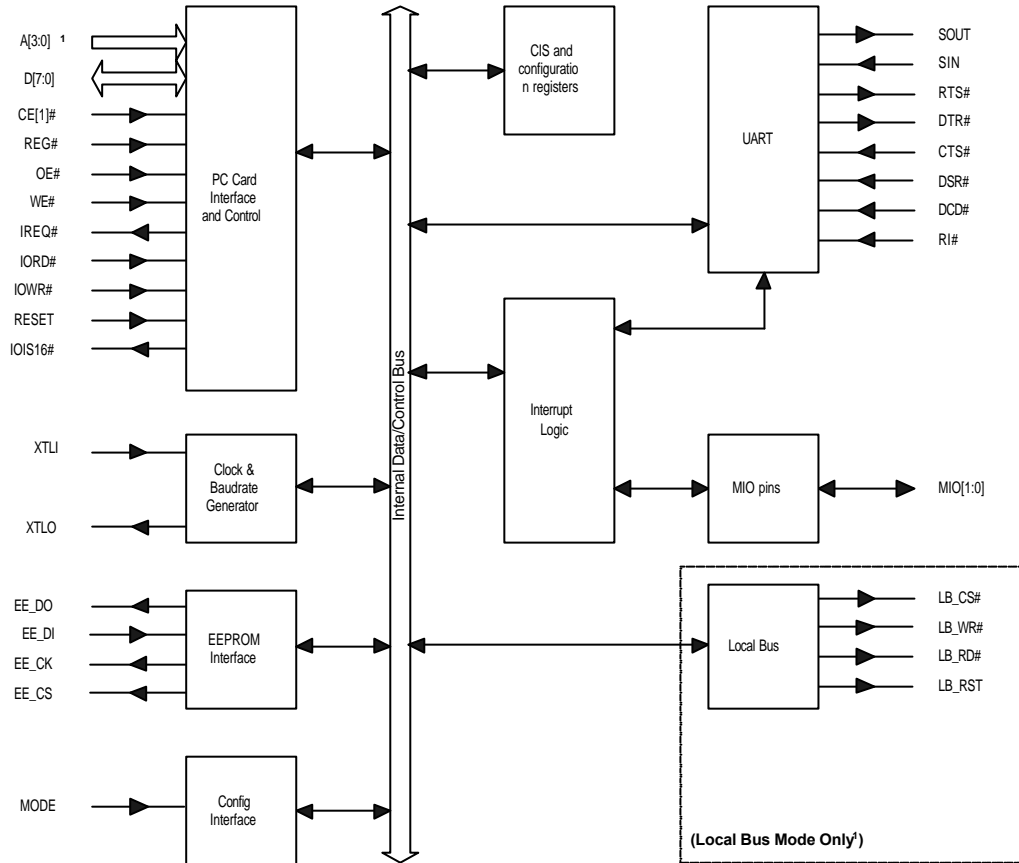 A[3:0] 1
D[7:0]
CE[1]#
REG#
OE#
WE#
IREQ#
IORD#
IOWR#
RESET
IOIS16#
PC Card
Interface
and Control
XTLI
XTLO
Clock &
Baudrate
Generator
EE_DO
EE_DI
EE_CK
EE_CS
EEPROM
Interface
MODE
Config
Interface
Internal Data/Control Bus
CIS and
configuratio
n registers
UART
SOUT
SIN
RTS#
DTR#
CTS#
DSR#
DCD#
RI#
Interrupt
Logic
MIO pins
MIO[1:0]
Local Bus
LB_CS#
LB_WR#
LB_RD#
LB_RST
(Local Bus Mode Only1)